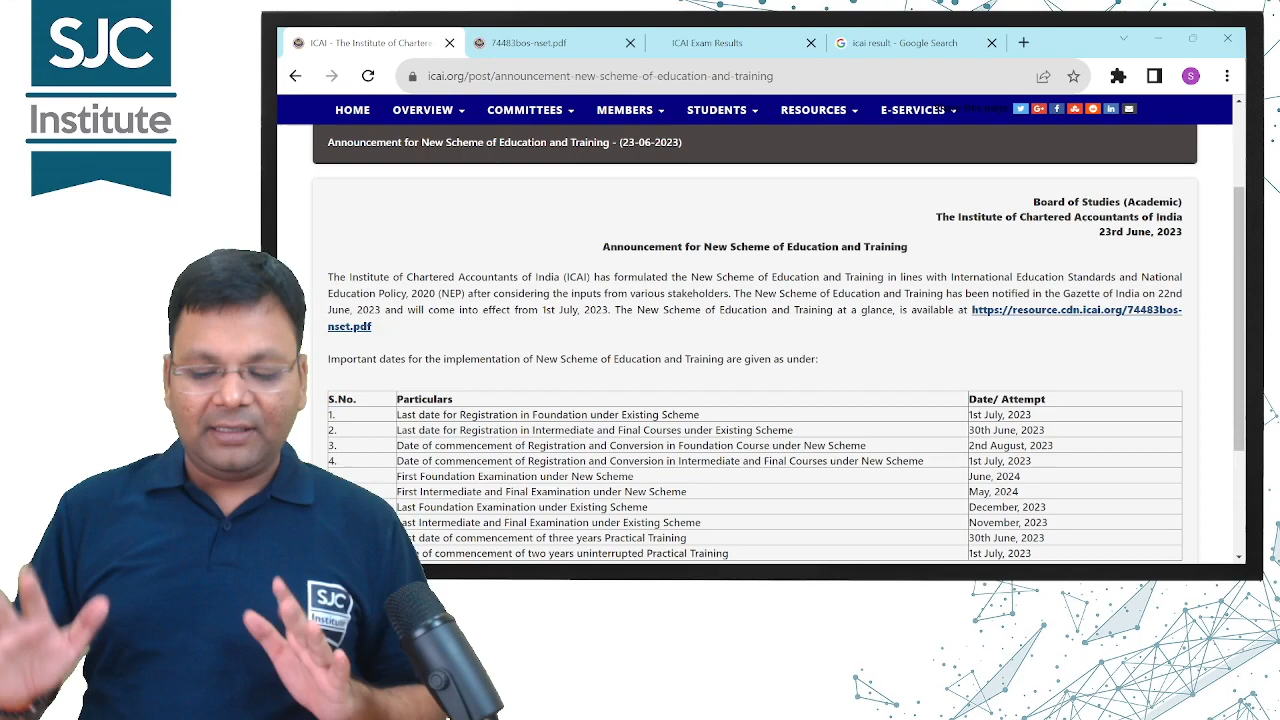 SJC
Institute
ICAI - The Institute of Chartere
74483bos-nset.pdf
ICAI Exam Results
icai result - Google Search
icai.org/post/announcement-new-scheme-of-education-and-training
S
HOME OVERVIEW COMMITTEES MEMBERS STUDENTS RESOURCES E-SERVICES
Announcement for New Scheme of Education and Training - (23-06-2023)
Board of Studies (Academic)
The Institute of Chartered Accountants of India
23rd June, 2023
Announcement for New Scheme of Education and Training
The Institute of Chartered Accountants of India (ICAI) has formulated the New Scheme of Education and Training in lines with International Education Standards and National
Education Policy, 2020 (NEP) after considering the inputs from various stakeholders. The New Scheme of Education and Training has been notified in the Gazette of India on 22nd
June, 2023 and will come into effect from 1st July, 2023. The New Scheme of Education and Training at a glance, is available at https://resource.cdn.icai.org/74483bos-
nset.pdf
Important dates for the implementation of New Scheme of Education and Training are given as under:
S.No. Particulars Date/ Attempt
1. Last date for Registration in Foundation under Existing Scheme 1st July, 2023
2. Last date for Registration in Intermediate and Final Courses under Existing Scheme 30th June, 2023
3. Date of commencement of Registration and Conversion in Foundation Course under New Scheme 2nd August, 2023
4. Date of commencement of Registration and Conversion in Intermediate and Final Courses under New Scheme 1st July, 2023
First Foundation Examination under New Scheme June, 2024
First Intermediate and Final Examination under New Scheme May, 2024
Last Foundation Examination under Existing Scheme December, 2023
Last Intermediate and Final Examination under Existing Scheme November, 2023
date of commencement of three years Practical Training 30th June, 2023
of commencement of two years uninterrupted Practical Training 1st July, 2023
SJC
Institute